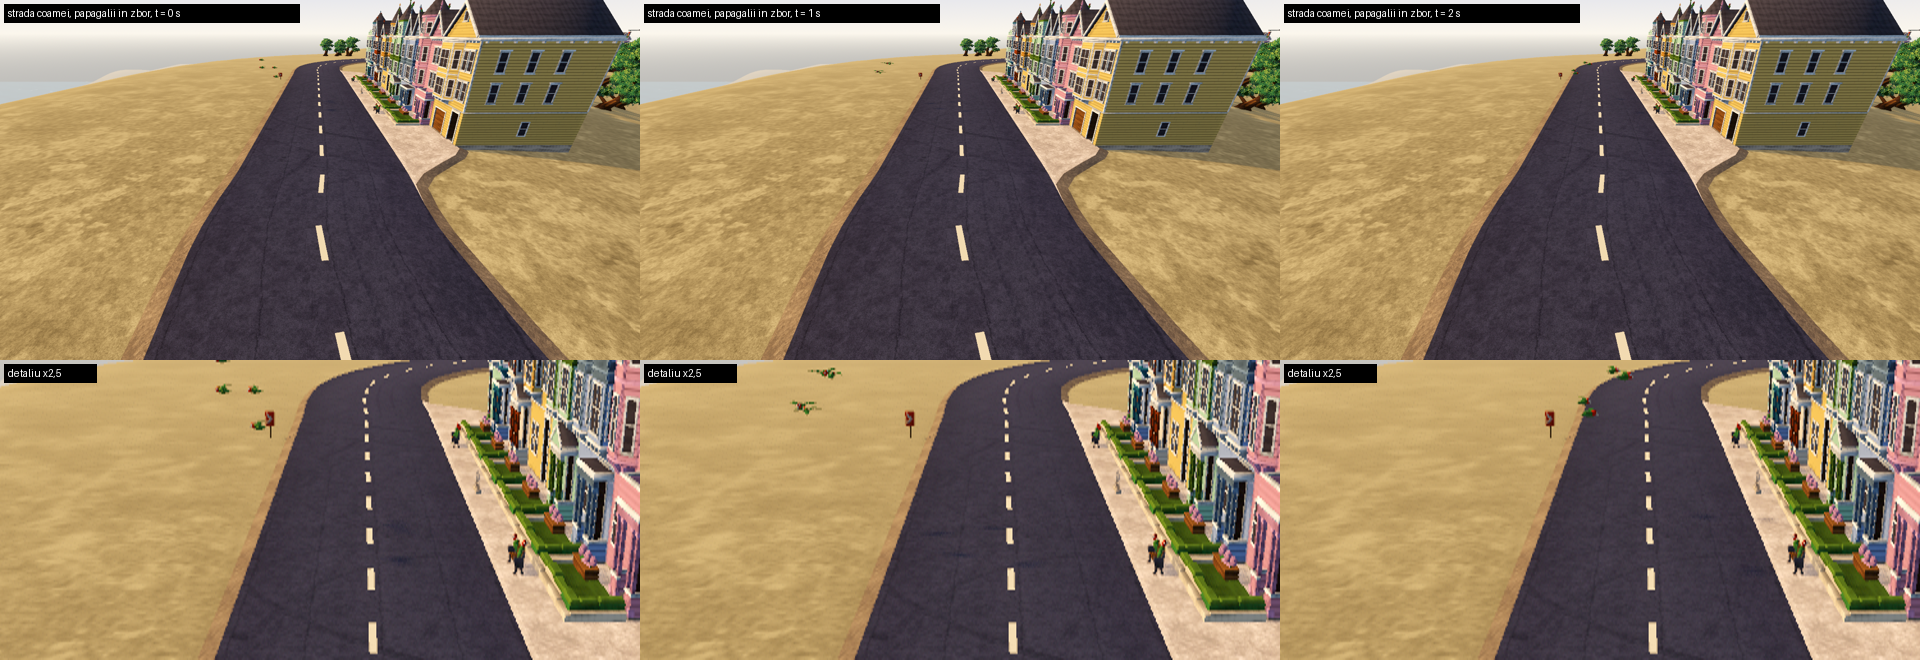 strada coamei, papagalii in zbor, t = 0 s
strada coamei, papagalii in zbor, t = 1 s
strada coamei, papagalii in zbor, t = 2 s
detaliu x2,5
detaliu x2,5
detaliu x2,5